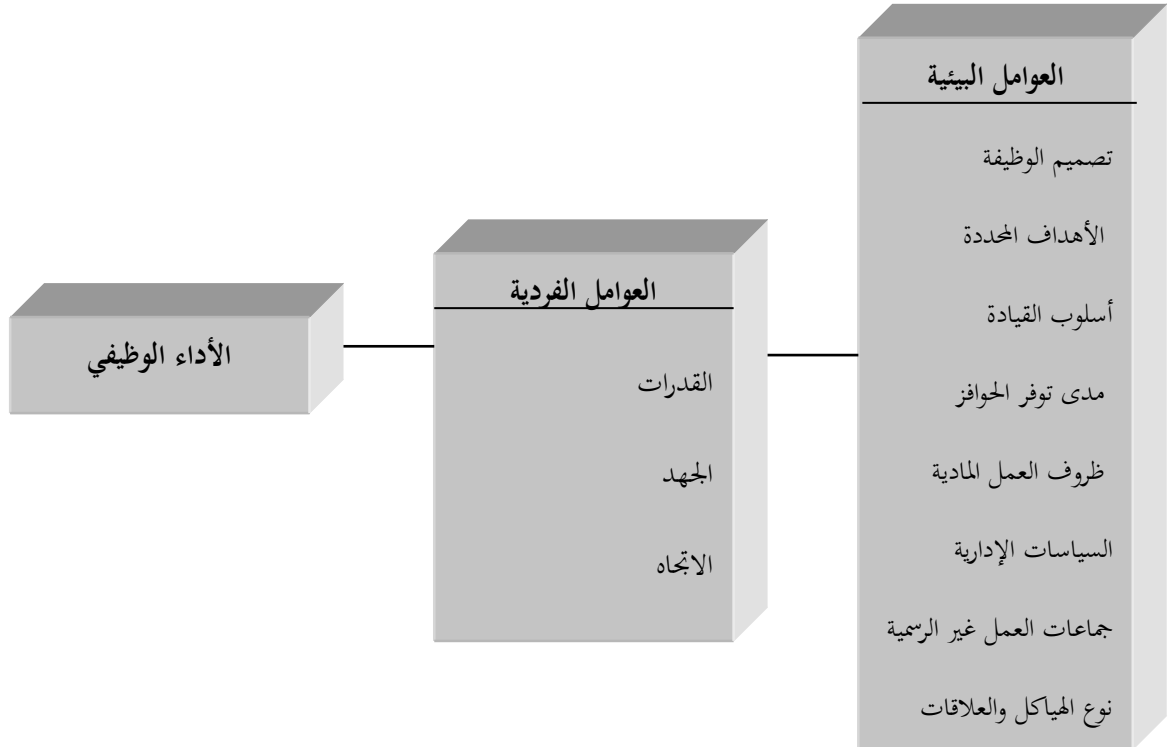 العوامل البيئية
تصميم الوظيفة
الأهداف المحددة
أسلوب القيادة
مدى توفر الحوافز
ظروف العمل المادية
السياسات الإدارية
جماعات العمل غير الرسمية
نوع الهياكل والعلاقات
العوامل الفردية
القدرات
الجهد
الاتجاه
الأداء الوظيفي